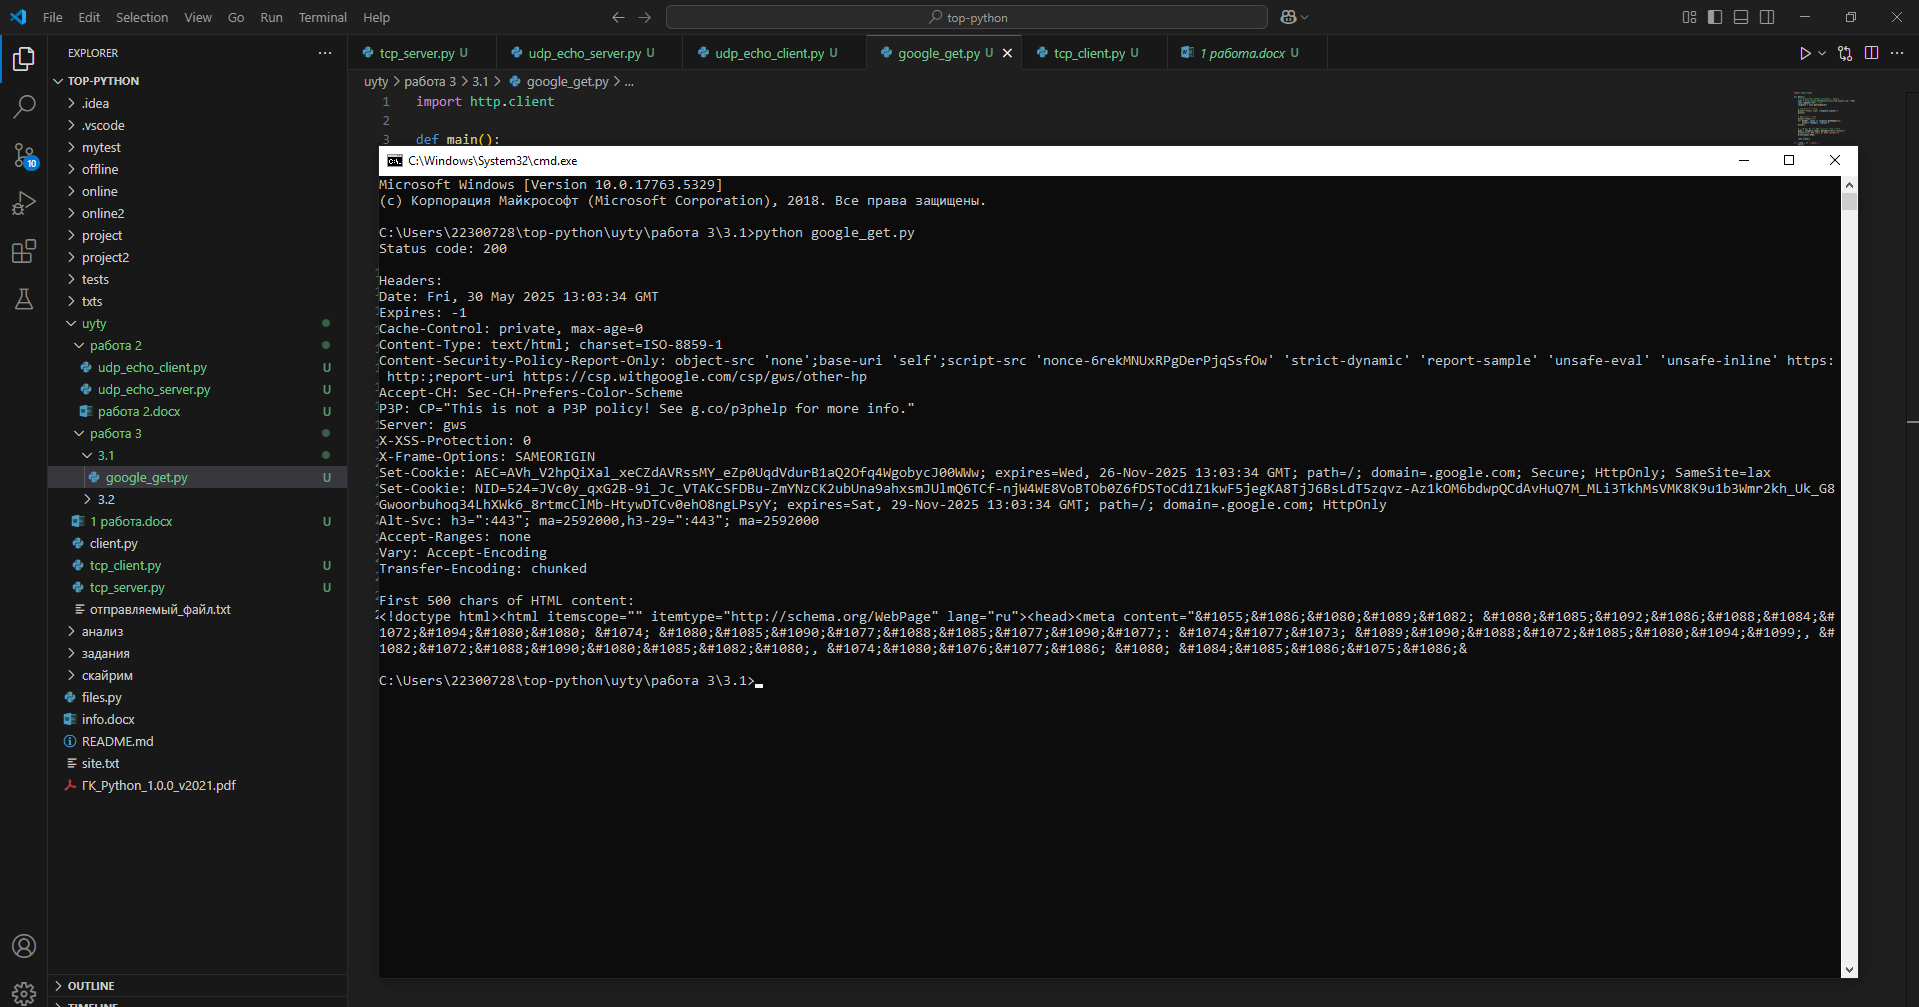 File Edit Selection View Go Run Terminal Help
top-python
EXPLORER
TOP-PYTHON
.idea
.vscode
mytest
offline
online
online2
project
project2
tests
txts
uyty
работа 2
udp_echo_client.py U
udp_echo_server.py U
работа 2.docx U
работа 3
3.1
google_get.py U
3.2
1 работа.docx U
client.py
tcp_client.py U
tcp_server.py U
отправляемый_файл.txt
анализ
задания
скайрим
files.py
info.docx
README.md
site.txt
ГК_Python_1.0.0_v2021.pdf
OUTLINE
TIMELINE
10
tcp_server.py U
udp_echo_server.py U
udp_echo_client.py U
google_get.py U
tcp_client.py U
1 работа.docx U
uyty > работа 3 > 3.1 > google_get.py > ...
1 import http.client
2
3 def main():
C:\Windows\System32\cmd.exe
Microsoft Windows [Version 10.0.17763.5329]
(c) Корпорация Майкрософт (Microsoft Corporation), 2018. Все права защищены.
C:\Users\22300728\top-python\uyty\работа 3\3.1>python google_get.py
Status code: 200
Headers:
Date: Fri, 30 May 2025 13:03:34 GMT
Expires: -1
Cache-Control: private, max-age=0
Content-Type: text/html; charset=ISO-8859-1
Content-Security-Policy-Report-Only: object-src 'none';base-uri 'self';script-src 'nonce-6rekMNUxRPgDerPjqSsfOw' 'strict-dynamic' 'report-sample' 'unsafe-eval' 'unsafe-inline' https:
http:;report-uri https://csp.withgoogle.com/csp/gws/other-hp
Accept-CH: Sec-CH-Prefers-Color-Scheme
P3P: CP="This is not a P3P policy! See g.co/p3phelp for more info."
Server: gws
X-XSS-Protection: 0
X-Frame-Options: SAMEORIGIN
Set-Cookie: AEC=AVh_V2hpQiXal_xeCZdAVRssMY_eZp0UqdVdurB1aQ2Ofq4WgobycJ00WWw; expires=Wed, 26-Nov-2025 13:03:34 GMT; path=/; domain=.google.com; Secure; HttpOnly; SameSite=lax
Set-Cookie: NID=524=JVc0y_qxG2B-9i_Jc_VTAKcSFDBu-ZmYNzCK2ubUna9ahxsmJUlmQ6TCf-njW4WE8VoBTOb0Z6fDSToCd1Z1kwF5jegKA8TjJ6BsLdT5zqvz-Az1kOM6bdwpQCdAvHuQ7M_MLi3TkhMsVMK8K9u1b3Wmr2kh_Uk_G8
Gwoorbuhoq34LhXWk6_8rtmcClMb-HtywDTCv0ehO8ngLPsyY; expires=Sat, 29-Nov-2025 13:03:34 GMT; path=/; domain=.google.com; HttpOnly
Alt-Svc: h3=":443"; ma=2592000,h3-29=":443"; ma=2592000
Accept-Ranges: none
Vary: Accept-Encoding
Transfer-Encoding: chunked
First 500 chars of HTML content:
<!doctype html><html itemscope="" itemtype="http://schema.org/WebPage" lang="ru"><head><meta content="&#1055;&#1086;&#1080;&#1089;&#1082; &#1080;&#1085;&#1092;&#1086;&#1088;&#1084;&#
1072;&#1094;&#1080;&#1080; &#1074; &#1080;&#1085;&#1090;&#1077;&#1088;&#1085;&#1077;&#1090;&#1077;: &#1074;&#1077;&#1073; &#1089;&#1090;&#1088;&#1072;&#1085;&#1080;&#1094;&#1099;, &#
1082;&#1072;&#1088;&#1090;&#1080;&#1085;&#1082;&#1080;, &#1074;&#1080;&#1076;&#1077;&#1086; &#1080; &#1084;&#1085;&#1086;&#1075;&#1086;&
C:\Users\22300728\top-python\uyty\работа 3\3.1>